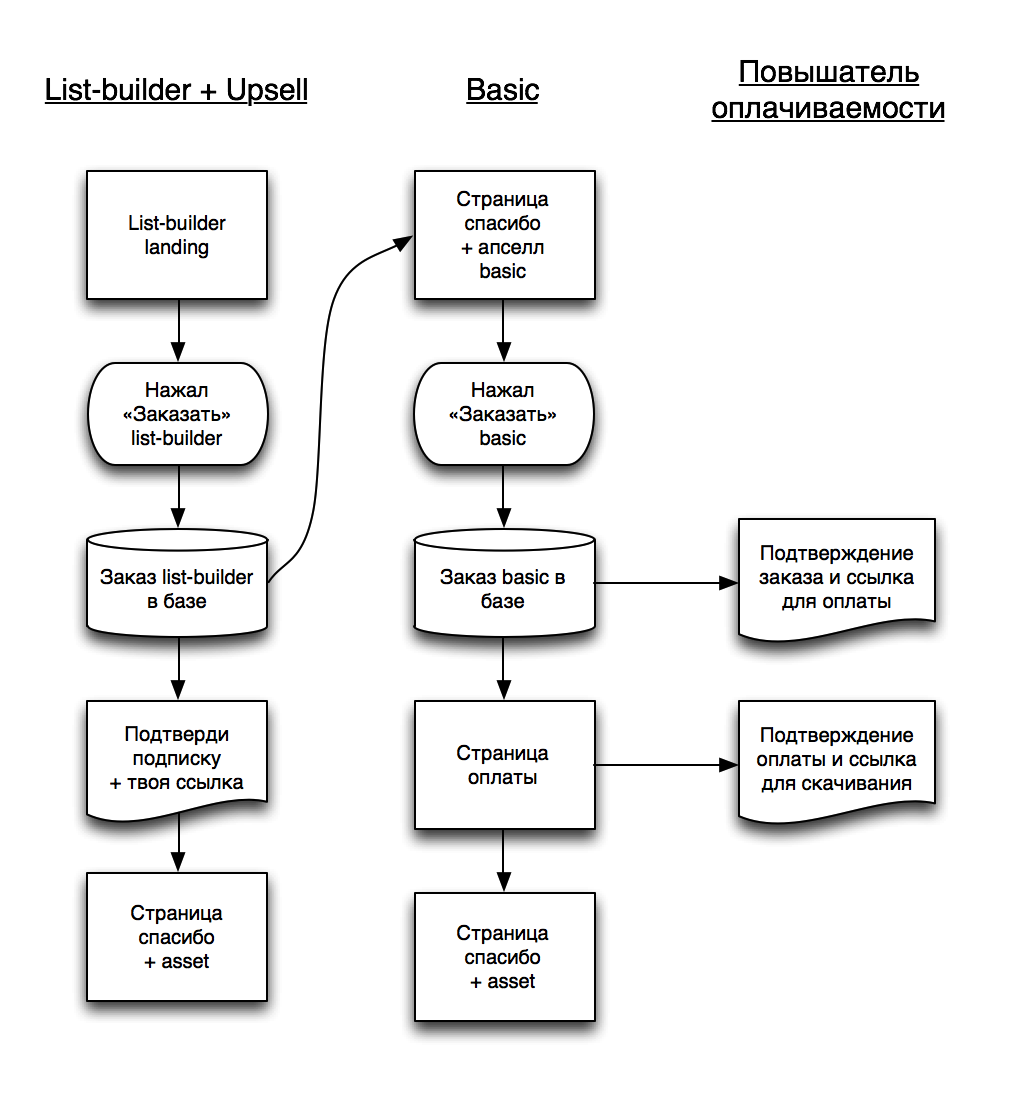 List-builder + Upsell
List-builder
landing
Нажал
«Заказать»
list-builder
Заказ list-builder
в базе
Подтверди
подписку
+ твоя ссылка
Страница
спасибо
+ asset
Basic
Страница
спасибо
+ апселл
basic
Нажал
«Заказать»
basic
Заказ basic в
базе
Страница
оплаты
Страница
спасибо
+ asset
Повышатель
оплачиваемости
Подтверждение
заказа и ссылка
для оплаты
Подтверждение
оплаты и ссылка
для скачивания